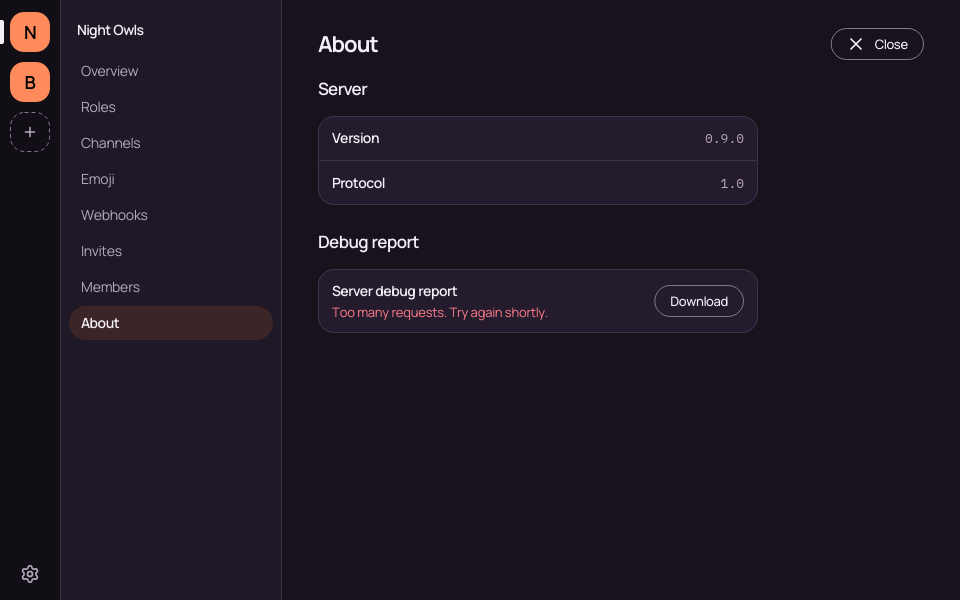 N
B
Night Owls
Overview
Roles
Channels
Emoji
Webhooks
Invites
Members
About
About
Close
Server
Version 0.9.0
Protocol 1.0
Debug report
Server debug report
Too many requests. Try again shortly.
Download